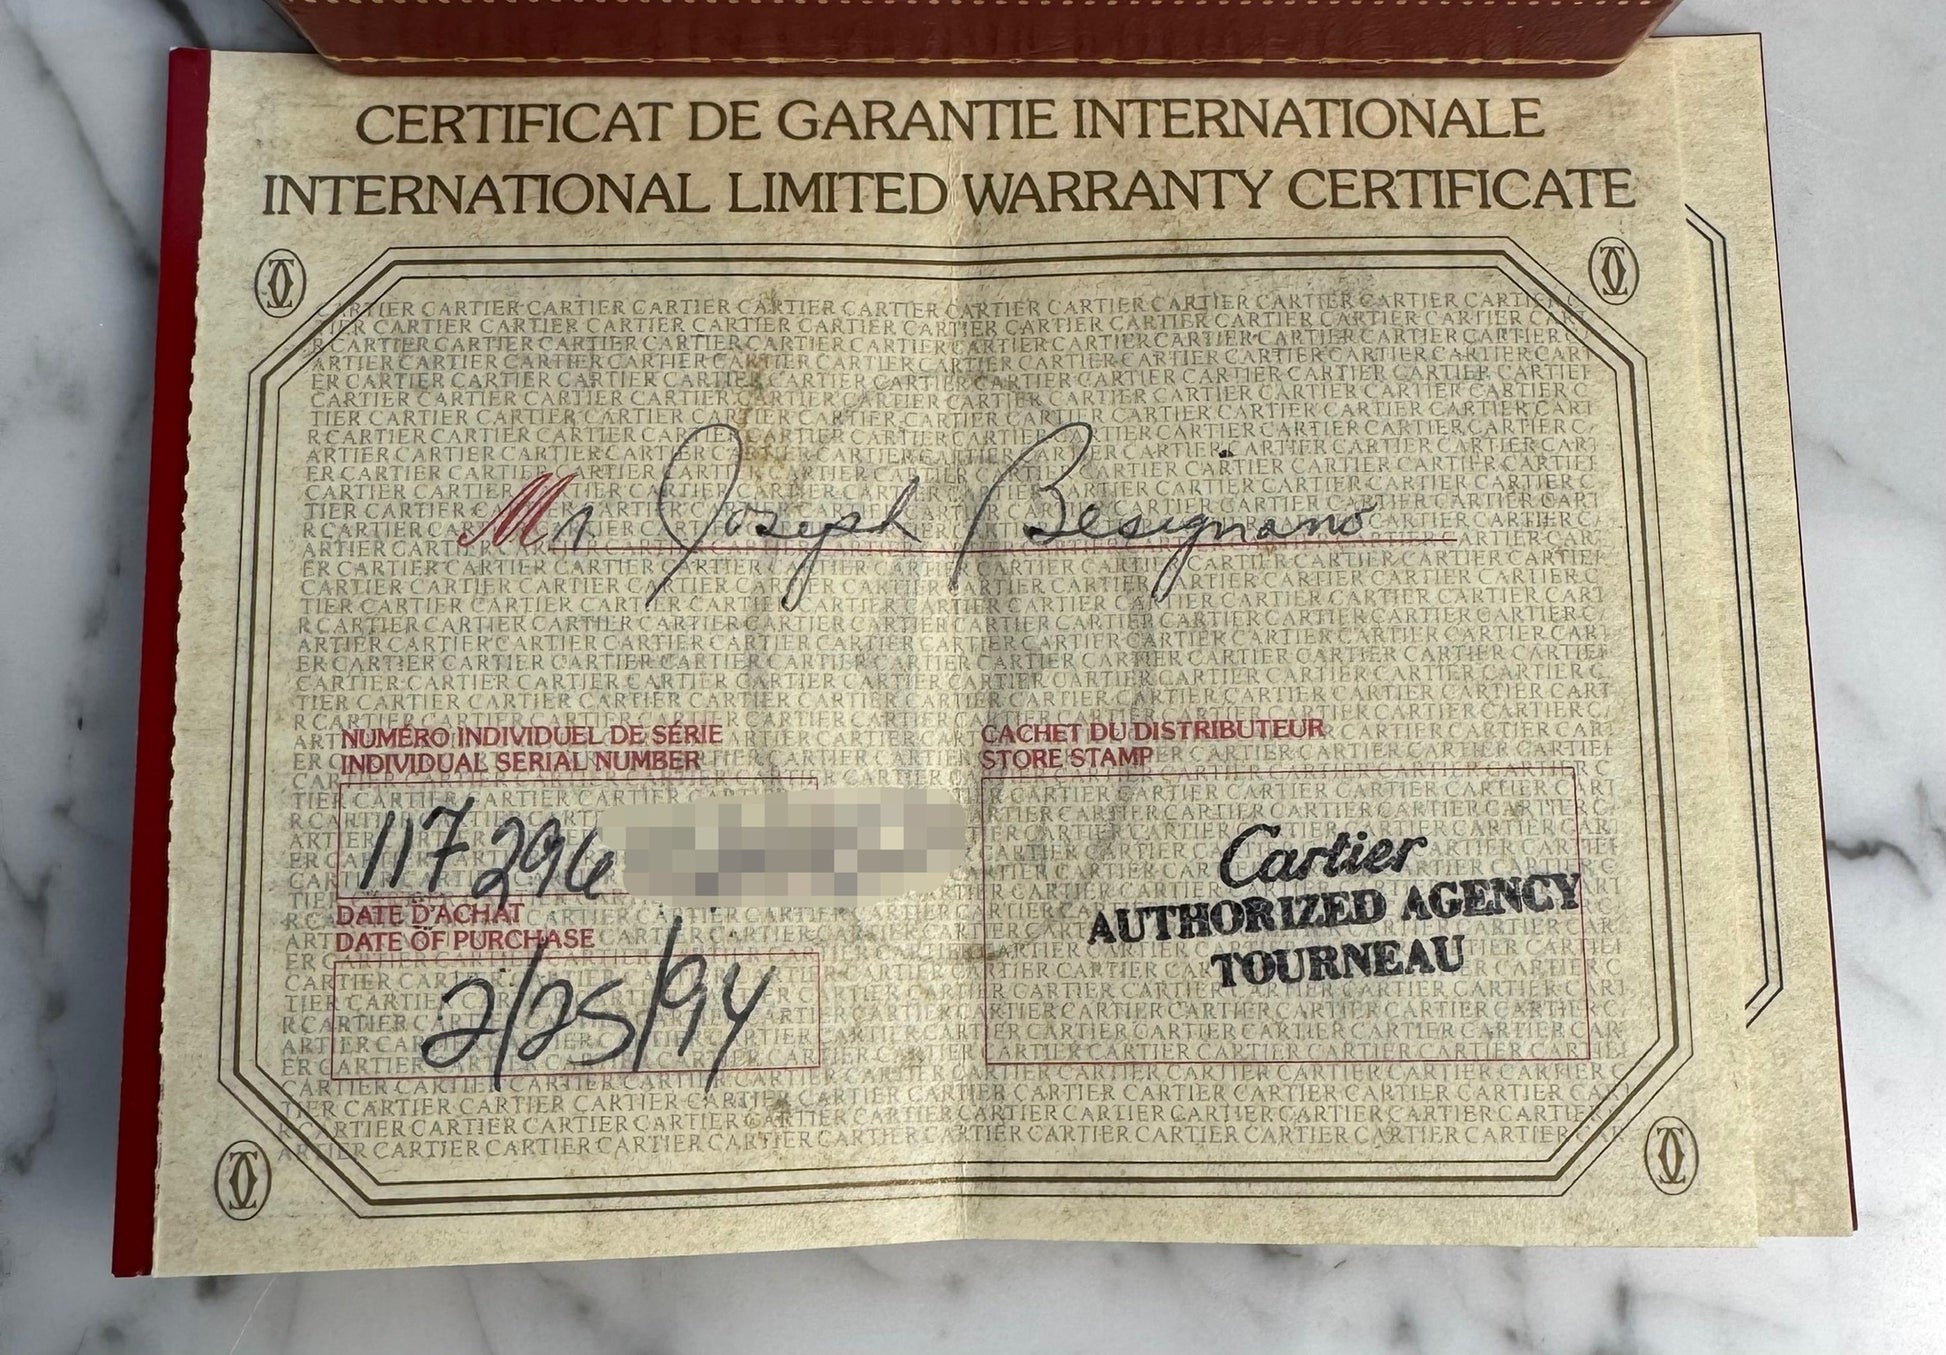 CERTIFICAT DE GARANTIE INTERNATIONALE
INTERNATIONAL LIMITED WARRANTY CERTIFICATE
Mr Joseph Besignano
NUMÉRO INDIVIDUEL DE SÉRIE
INDIVIDUAL SERIAL NUMBER
117296
DATE D'ACHAT
DATE OF PURCHASE
2/25/94
CACHET DU DISTRIBUTEUR
STORE STAMP
Cartier
AUTHORIZED AGENCY
TOURNEAU